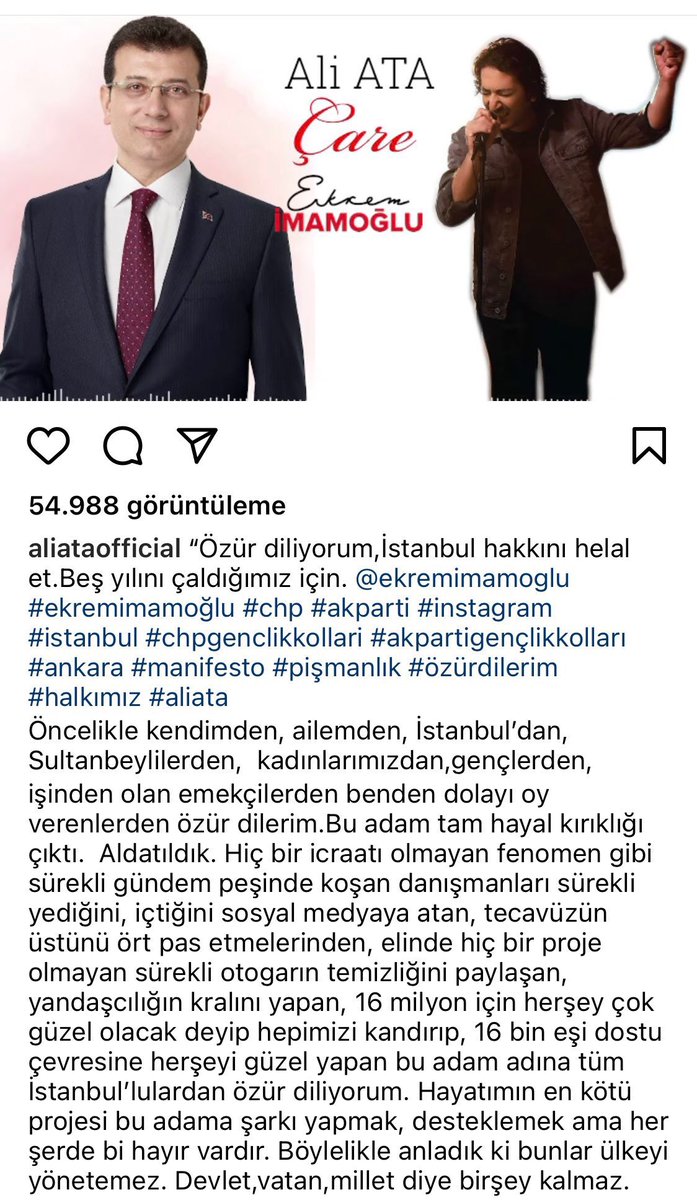 Ali ATA
Çare
Ekrem
İMAMOĞLU
54.988 görüntüleme
aliataofficial “Özür diliyorum,İstanbul hakkını helal
et.Beş yılını çaldığımız için. @ekremimamoglu
#ekremimamoğlu #chp #akparti #instagram
#istanbul #chpgenclikkollari #akpartigençlikkolları
#ankara #manifesto #pişmanlık #özürdilerim
#halkımız #aliata
Öncelikle kendimden, ailemden, İstanbul’dan,
Sultanbeylilerden,  kadınlarımızdan,gençlerden,
işinden olan emekçilerden benden dolayı oy
verenlerden özür dilerim.Bu adam tam hayal kırıklığı
çıktı.  Aldatıldık. Hiç bir icraatı olmayan fenomen gibi
sürekli gündem peşinde koşan danışmanları sürekli
yediğini, içtiğini sosyal medyaya atan, tecavüzün
üstünü ört pas etmelerinden, elinde hiç bir proje
olmayan sürekli otogarın temizliğini paylaşan,
yandaşcılığın kralını yapan, 16 milyon için herşey çok
güzel olacak deyip hepimizi kandırıp, 16 bin eşi dostu
çevresine herşeyi güzel yapan bu adam adına tüm
İstanbul’lulardan özür diliyorum. Hayatımın en kötü
projesi bu adama şarkı yapmak, desteklemek ama her
şerde bi hayır vardır. Böylelikle anladık ki bunlar ülkeyi
yönetemez. Devlet,vatan,millet diye birşey kalmaz.